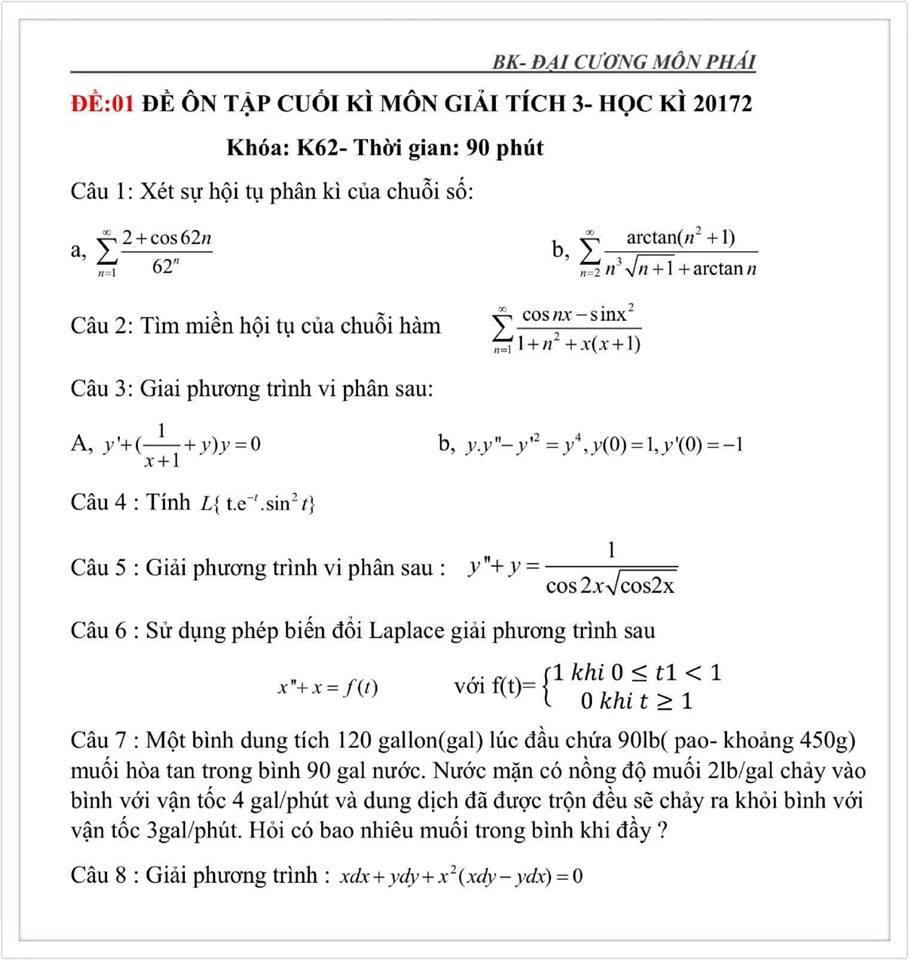 BK- ĐẠI CƯƠNG MÔN PHÁI
ĐỀ:01 ĐỀ ÔN TẬP CUỐI KÌ MÔN GIẢI TÍCH 3- HỌC KÌ 20172
Khóa: K62- Thời gian: 90 phút
Câu 1: Xét sự hội tụ phân kì của chuỗi số:
a, $\sum_{n=1}^{\infty} \frac{2+\cos 62n}{62^n}$ b, $\sum_{n=2}^{\infty} \frac{\arctan(n^2+1)}{n^3\sqrt{n+1}+\arctan n}$
Câu 2: Tìm miền hội tụ của chuỗi hàm $\sum_{n=1}^{\infty} \frac{\cos nx - \sin x^2}{1+n^2+x(x+1)}$
Câu 3: Giai phương trình vi phân sau:
A, $y'+(\frac{1}{x+1}+y)y=0$ b, $y.y''-y'^2=y^4, y(0)=1, y'(0)=-1$
Câu 4 : Tính $L\{ t.e^{-t}.\sin^2 t\}$
Câu 5 : Giải phương trình vi phân sau : $y''+y=\frac{1}{\cos 2x\sqrt{\cos 2x}}$
Câu 6 : Sử dụng phép biến đổi Laplace giải phương trình sau
$x''+x=f(t)$ với f(t)= $\begin{cases} 1 \ khi \ 0 \le t1 < 1 \\ 0 \ khi \ t \ge 1 \end{cases}$
Câu 7 : Một bình dung tích 120 gallon(gal) lúc đầu chứa 90lb( pao- khoảng 450g)
muối hòa tan trong bình 90 gal nước. Nước mặn có nồng độ muối 2lb/gal chảy vào
bình với vận tốc 4 gal/phút và dung dịch đã được trộn đều sẽ chảy ra khỏi bình với
vận tốc 3gal/phút. Hỏi có bao nhiêu muối trong bình khi đầy ?
Câu 8 : Giải phương trình : $xdx+ydy+x^2(xdy-ydx)=0$